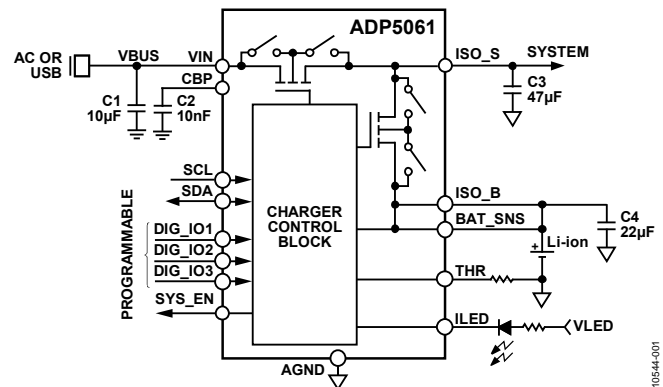 ADP5061
AC OR
USB
VBUS
VIN
CBP
C1
10µF
C2
10nF
ISO_S
SYSTEM
C3
47µF
SCL
SDA
PROGRAMMABLE
DIG_IO1
DIG_IO2
DIG_IO3
SYS_EN
CHARGER
CONTROL
BLOCK
ISO_B
BAT_SNS
C4
22µF
+
Li-ion
THR
ILED
VLED
AGND
10544-001